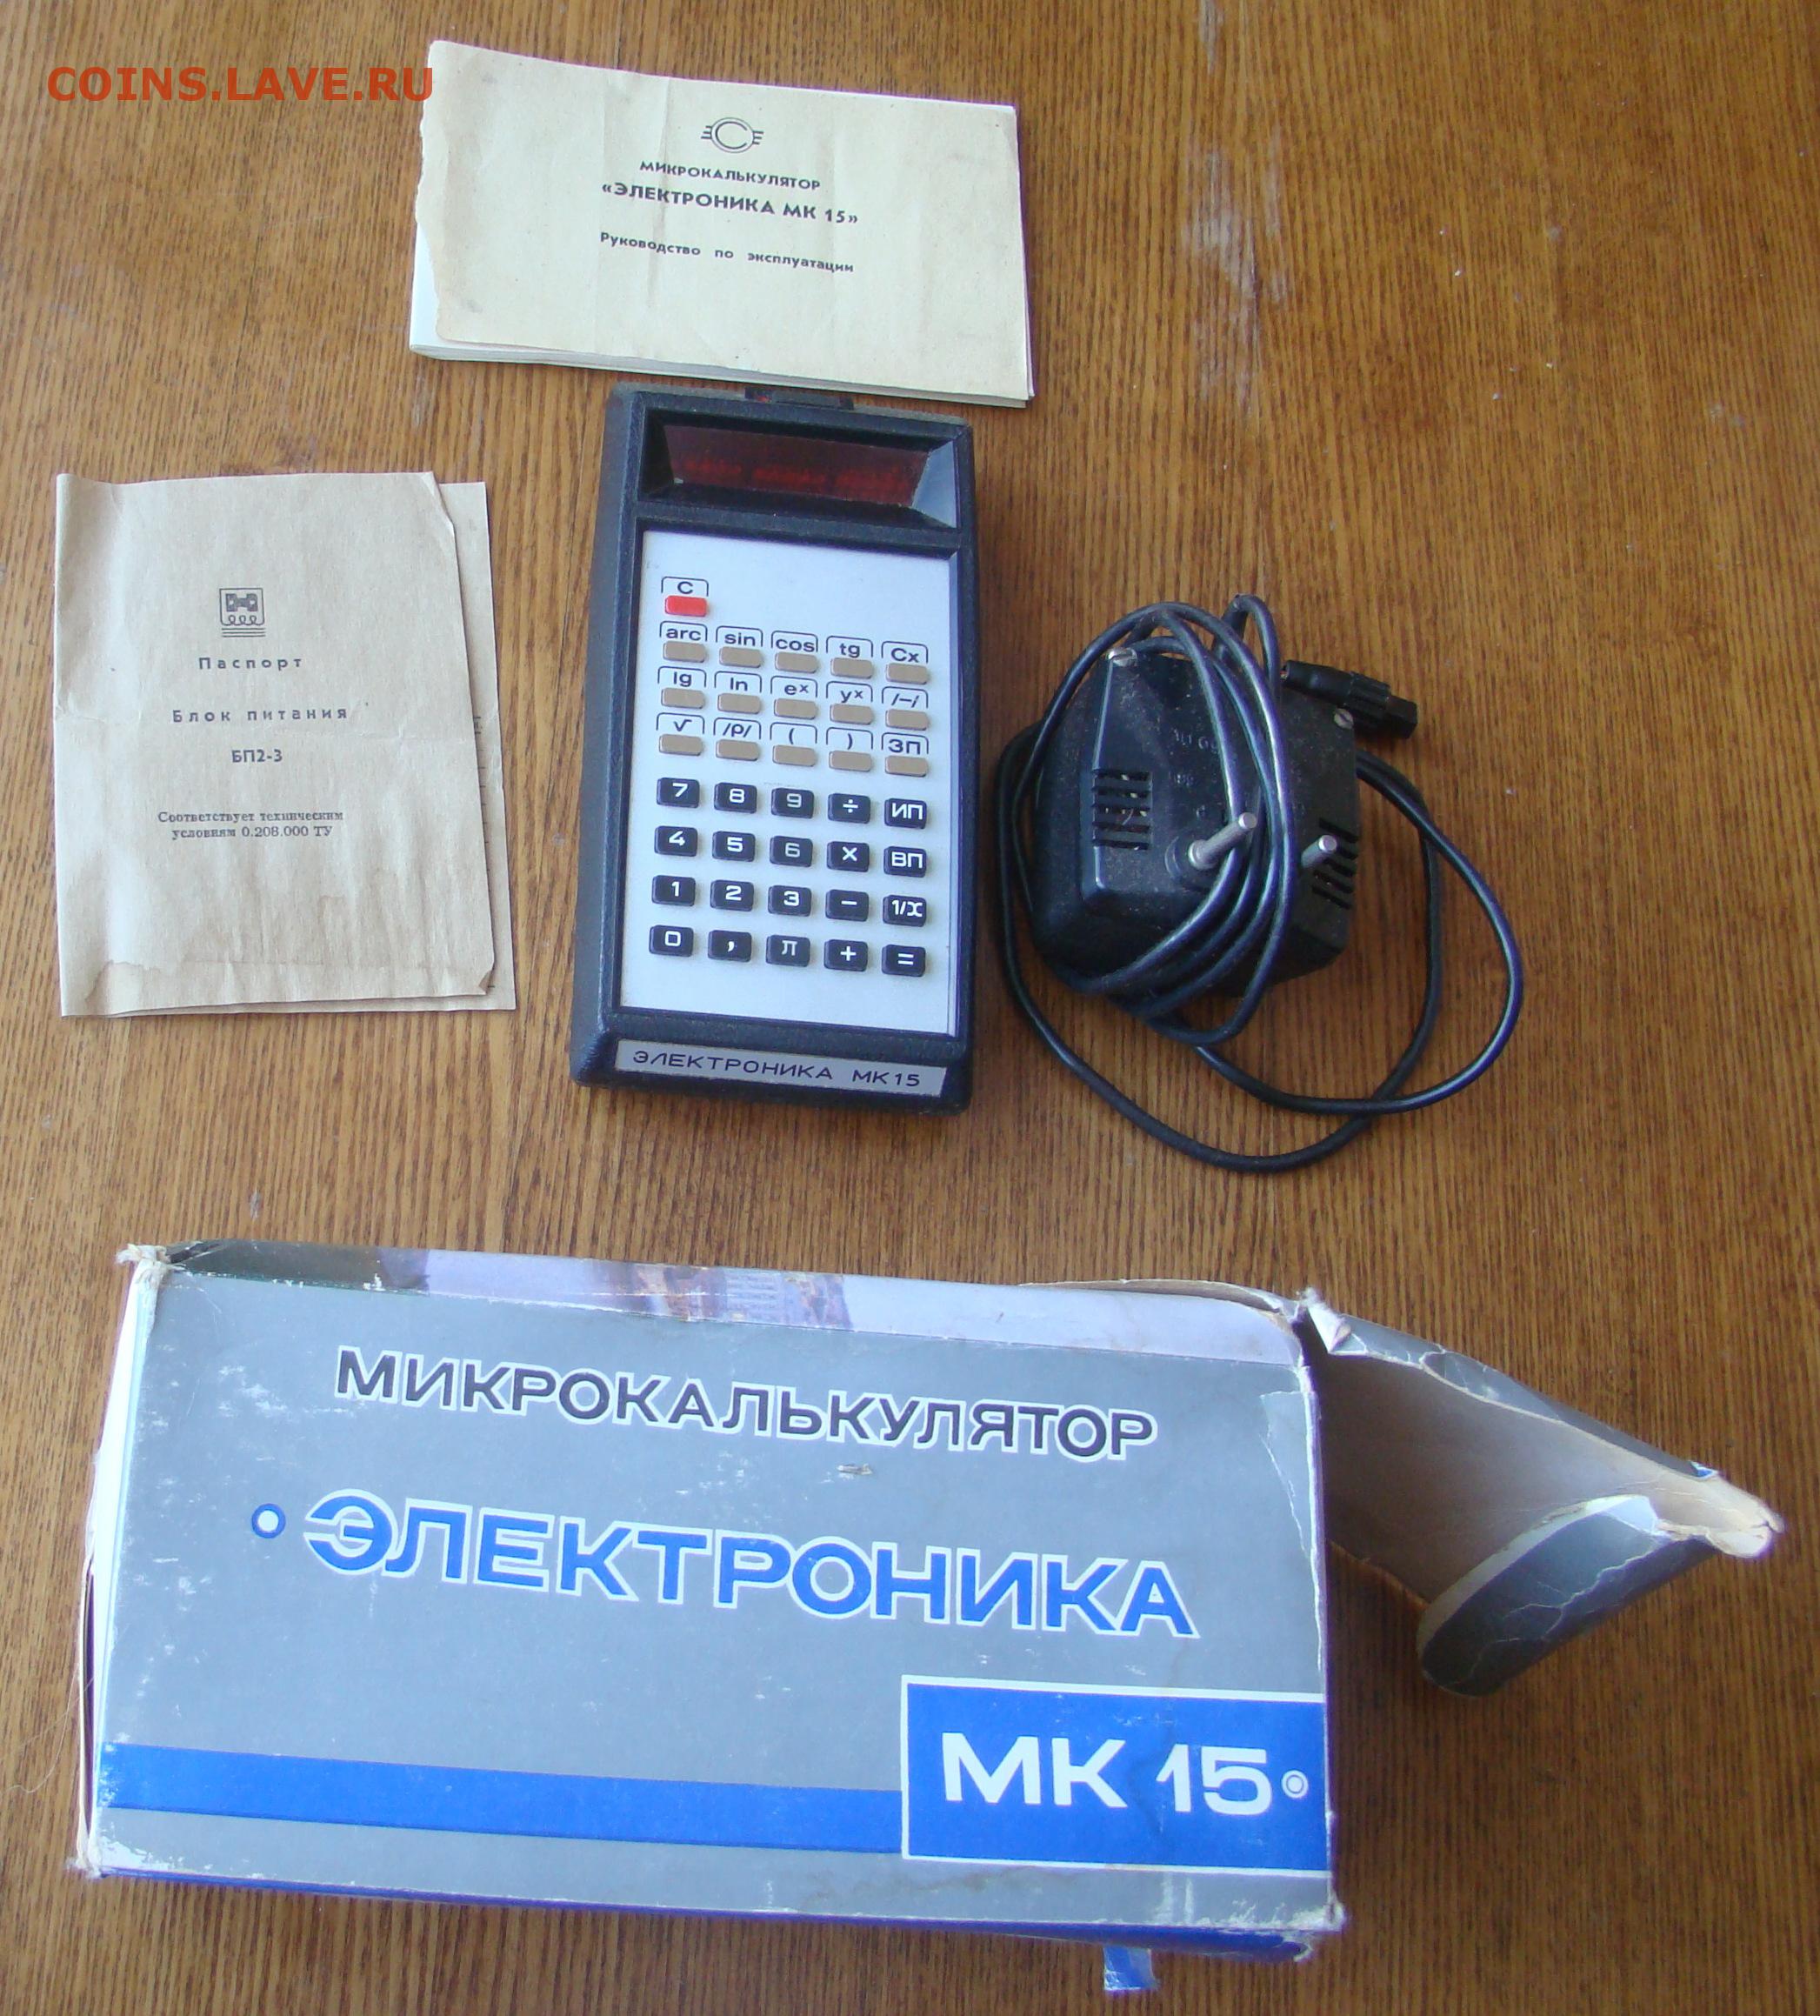 COINS.LAVE.RU
МИКРОКАЛЬКУЛЯТОР
«ЭЛЕКТРОНИКА МК 15»
Руководство по эксплуатации
Паспорт
Блок питания
БП2-3
Соответствует техническим
условиям 0.208.000 ТУ
C
arc sin cos tg Cx
lg ln eˣ yˣ /–/
√ /P/ ( ) ЗП
7 8 9 ÷ ИП
4 5 6 × ВП
1 2 3 – 1/x
0 , π + =
ЭЛЕКТРОНИКА МК15
МИКРОКАЛЬКУЛЯТОР
ЭЛЕКТРОНИКА
МК 15